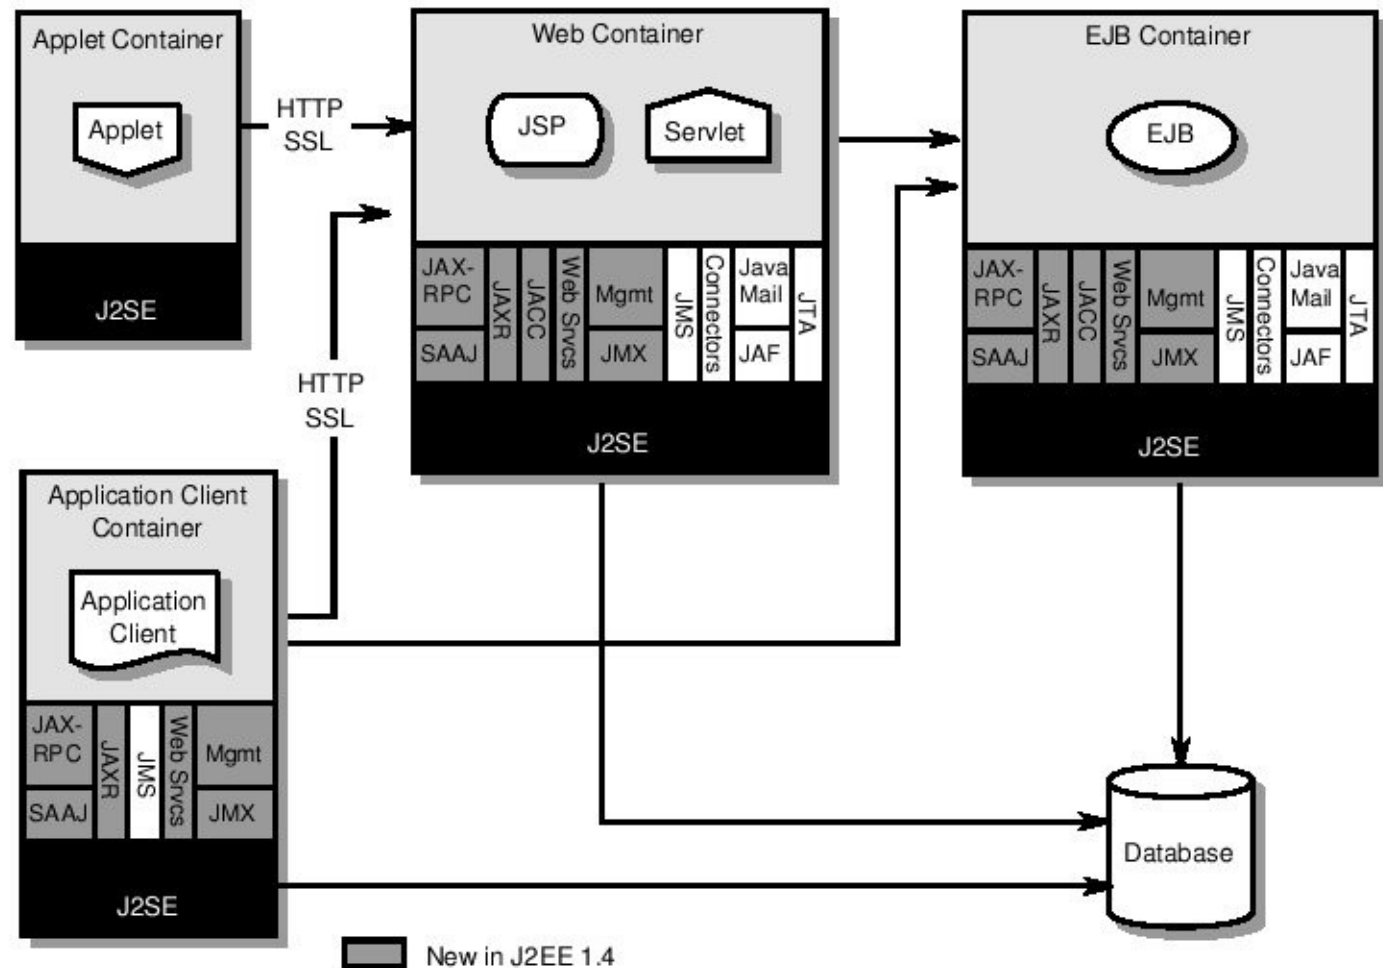 Applet Container
Applet
J2SE
HTTP
SSL
Web Container
JSP
Servlet
JAX-
RPC
SAAJ
JAXR
JACC
Web Srvcs
Mgmt
JMX
JMS
Connectors
Java
Mail
JAF
JTA
J2SE
EJB Container
EJB
JAX-
RPC
SAAJ
JAXR
JACC
Web Srvcs
Mgmt
JMX
JMS
Connectors
Java
Mail
JAF
JTA
J2SE
HTTP
SSL
Application Client
Container
Application
Client
JAX-
RPC
SAAJ
JAXR
JMS
Web Srvcs
Mgmt
JMX
J2SE
Database
New in J2EE 1.4